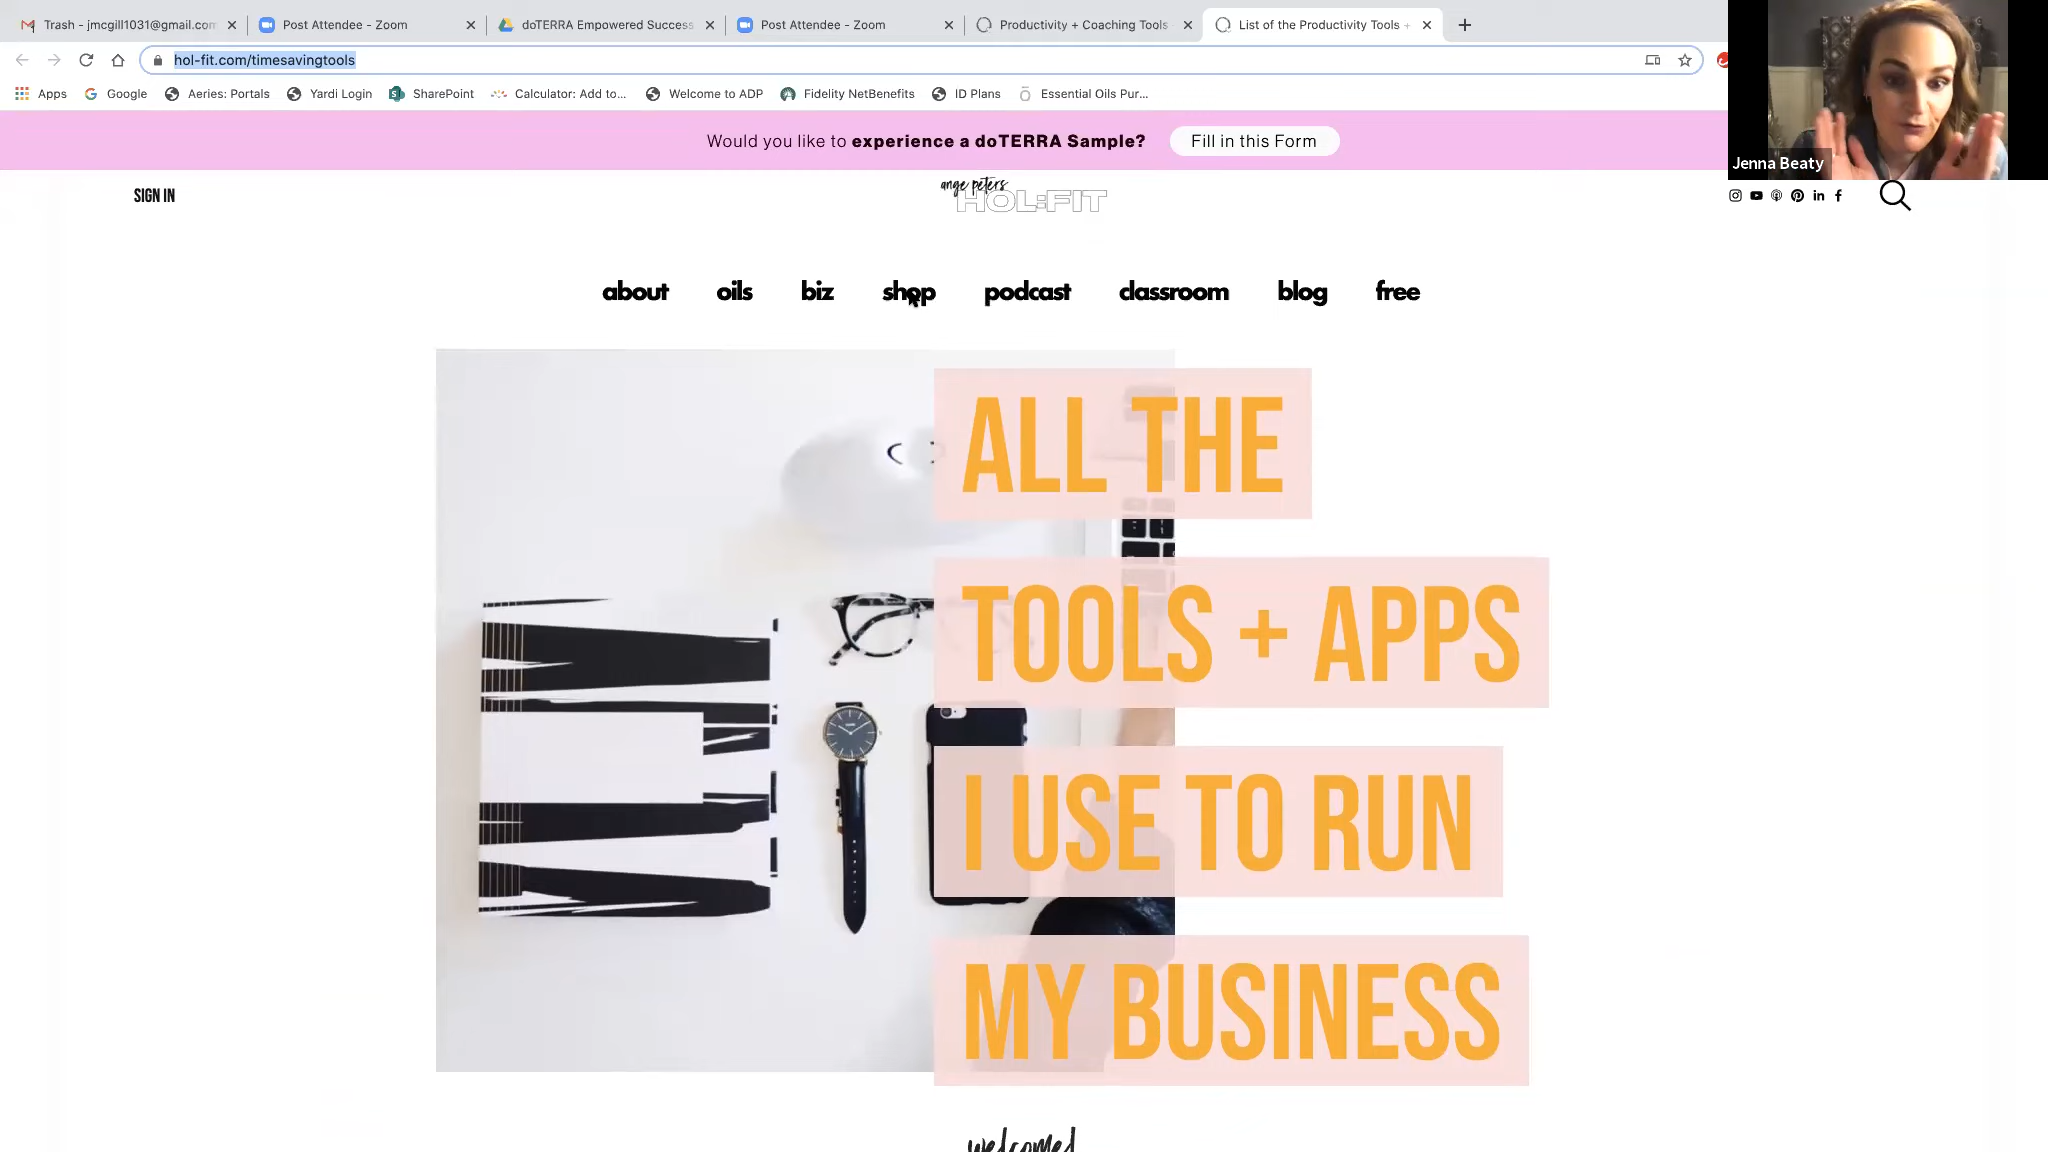 Trash - jmcgill1031@gmail.com
Post Attendee - Zoom
doTERRA Empowered Success
Post Attendee - Zoom
Productivity + Coaching Tools
List of the Productivity Tools +
hol-fit.com/timesavingtools
Apps
Google
Aeries: Portals
Yardi Login
SharePoint
Calculator: Add to...
Welcome to ADP
Fidelity NetBenefits
ID Plans
Essential Oils Pur...
Jenna Beaty
Would you like to experience a doTERRA Sample?
Fill in this Form
SIGN IN
ange peters
HOL:FIT
about
oils
biz
shop
podcast
classroom
blog
free
ALL THE
TOOLS + APPS
I USE TO RUN
MY BUSINESS